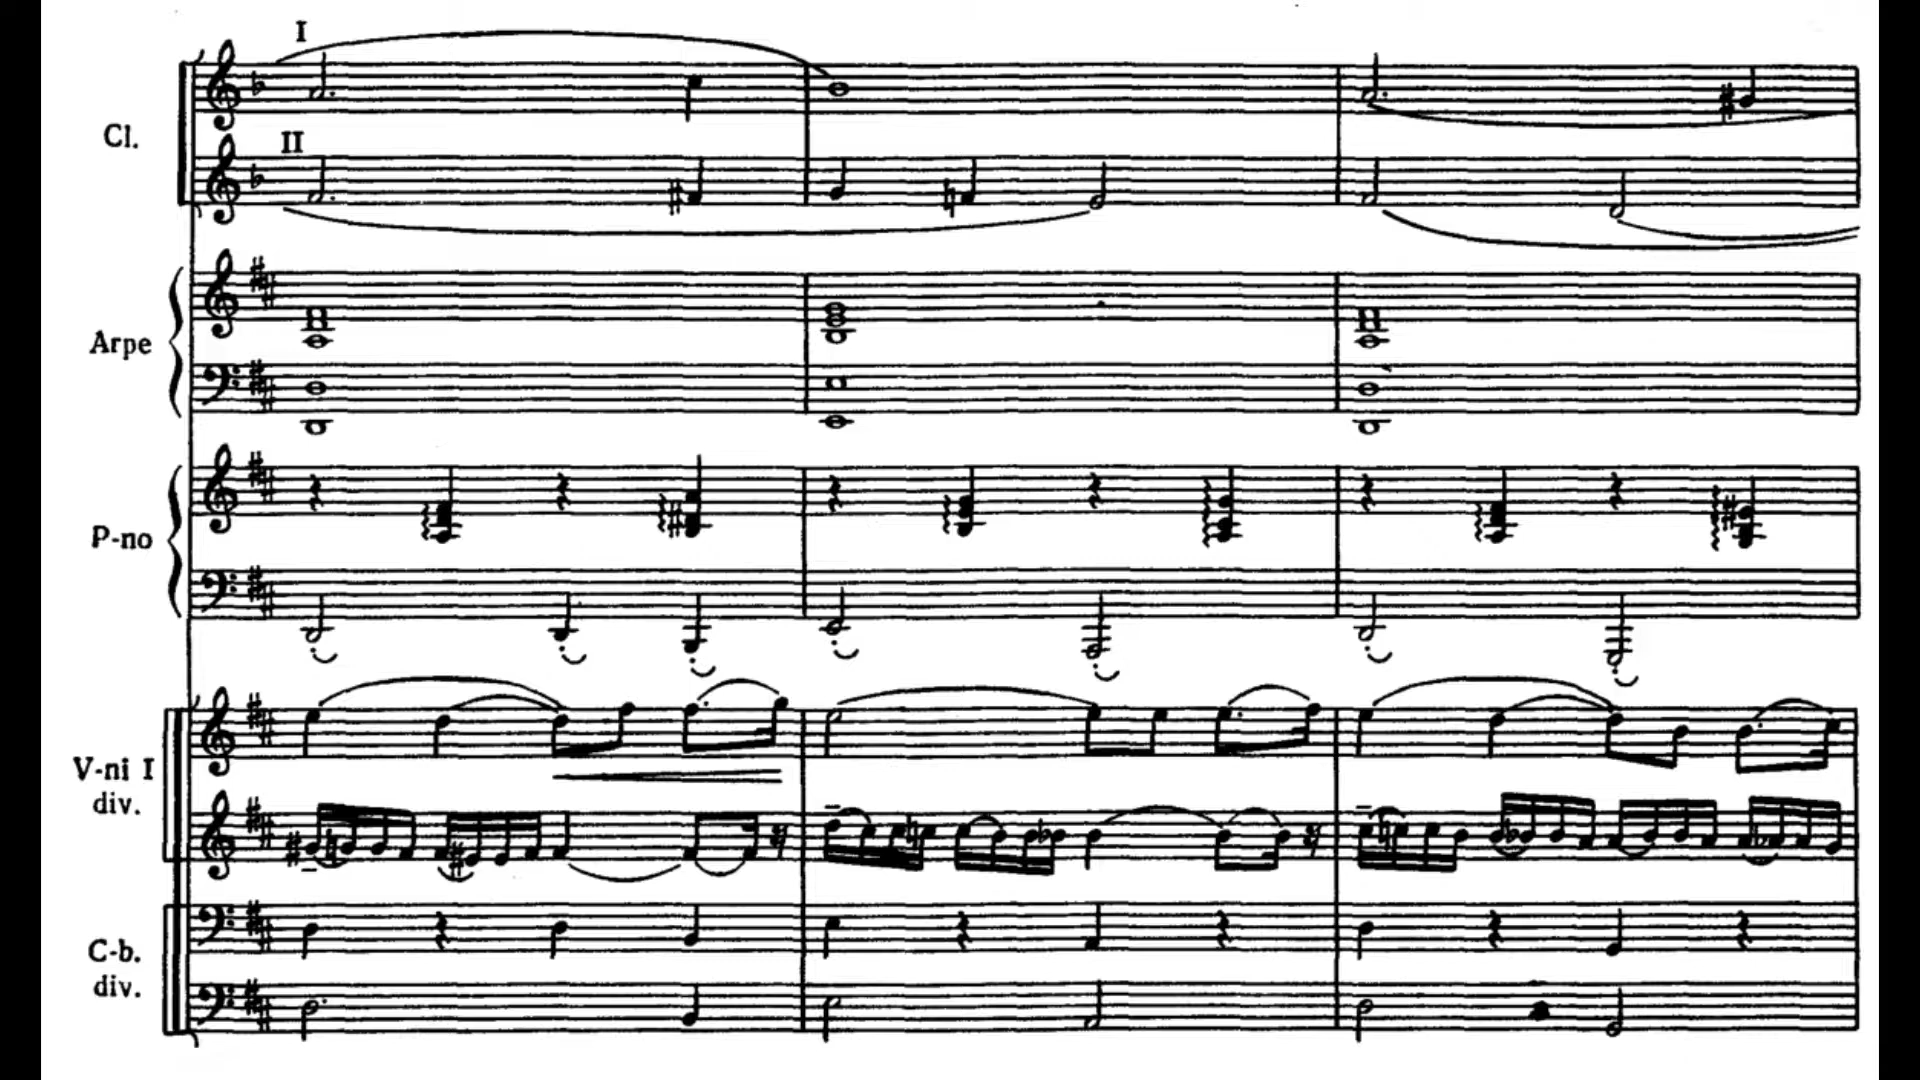 I
Cl.
II
Arpe
P-no
V-ni I
div.
C-b.
div.